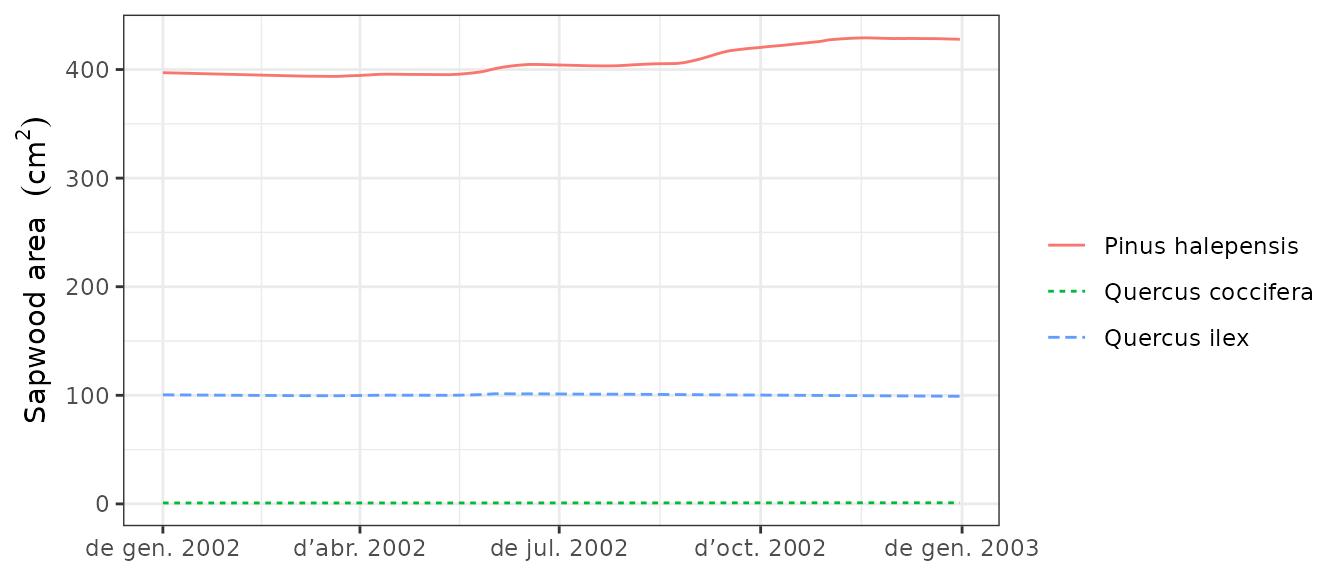 Sapwood area (cm²)
400
300
200
100
0
de gen. 2002
d’abr. 2002
de jul. 2002
d’oct. 2002
de gen. 2003
Pinus halepensis
Quercus coccifera
Quercus ilex